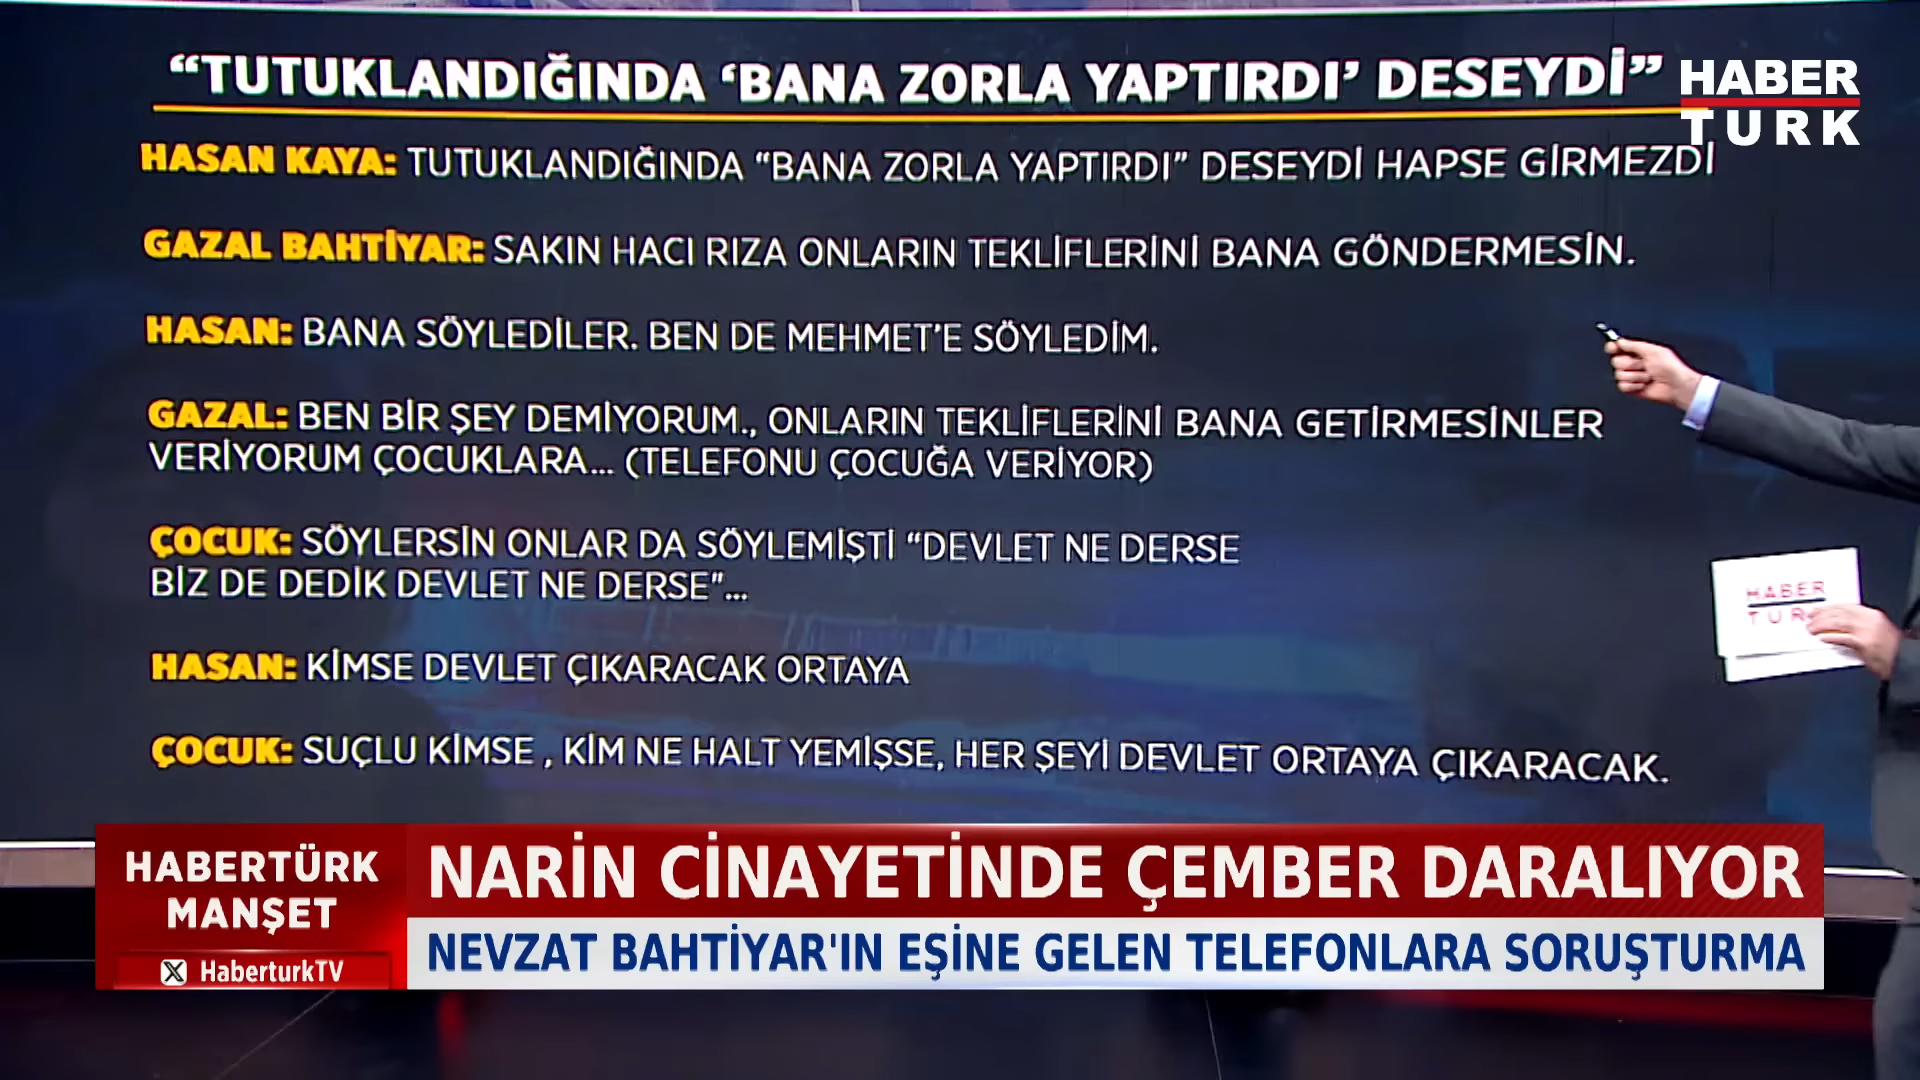 “TUTUKLANDIĞINDA ‘BANA ZORLA YAPTIRDI’ DESEYDİ”
HABER
TURK
HASAN KAYA: TUTUKLANDIĞINDA “BANA ZORLA YAPTIRDI” DESEYDİ HAPSE GİRMEZDİ
GAZAL BAHTİYAR: SAKIN HACI RIZA ONLARIN TEKLİFLERİNİ BANA GÖNDERMESİN.
HASAN: BANA SÖYLEDİLER. BEN DE MEHMET’E SÖYLEDİM.
GAZAL: BEN BİR ŞEY DEMİYORUM., ONLARIN TEKLİFLERİNİ BANA GETİRMESİNLER
VERİYORUM ÇOCUKLARA... (TELEFONU ÇOCUĞA VERİYOR)
ÇOCUK: SÖYLERSİN ONLAR DA SÖYLEMİŞTİ “DEVLET NE DERSE
BİZ DE DEDİK DEVLET NE DERSE”...
HABER
TURK
HASAN: KİMSE DEVLET ÇIKARACAK ORTAYA
ÇOCUK: SUÇLU KİMSE , KİM NE HALT YEMİŞSE, HER ŞEYİ DEVLET ORTAYA ÇIKARACAK.
HABERTÜRK
MANŞET
X HaberturkTV
NARİN CİNAYETİNDE ÇEMBER DARALIYOR
NEVZAT BAHTİYAR'IN EŞİNE GELEN TELEFONLARA SORUŞTURMA